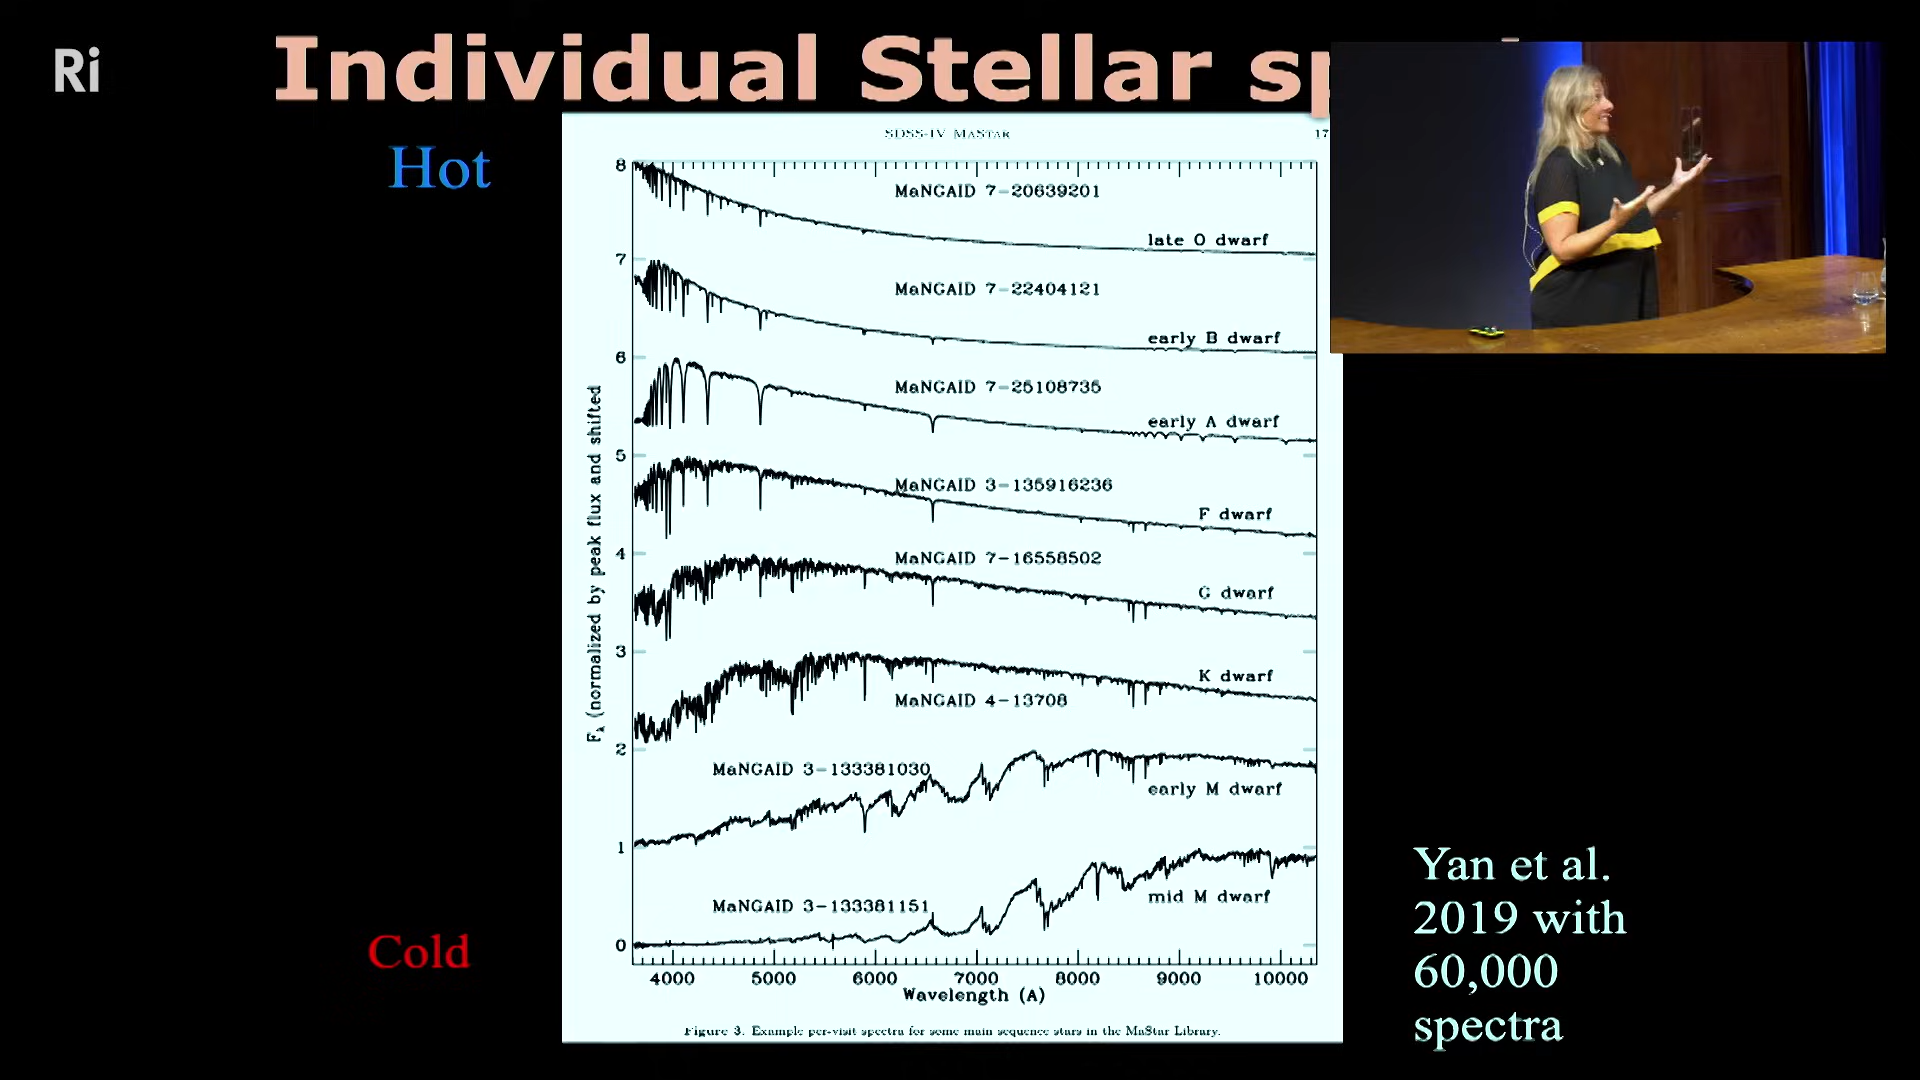 Ri
Individual Stellar
Hot
SDSS-IV MaStar
17
8
MaNGAID 7-20639201
late O dwarf
7
MaNGAID 7-22404121
early B dwarf
6
MaNGAID 7-25108735
early A dwarf
5
MaNGAID 3-135916236
F dwarf
4
MaNGAID 7-16558502
G dwarf
3
K dwarf
MaNGAID 4-13708
2
MaNGAID 3-133381030
early M dwarf
1
MaNGAID 3-133381151
mid M dwarf
0
Fλ (normalized by peak flux and shifted
4000 5000 6000 7000 8000 9000 10000
Wavelength (A)
Figure 3. Example per-visit spectra for some main sequence stars in the MaStar Library.
Cold
Yan et al.
2019 with
60,000
spectra